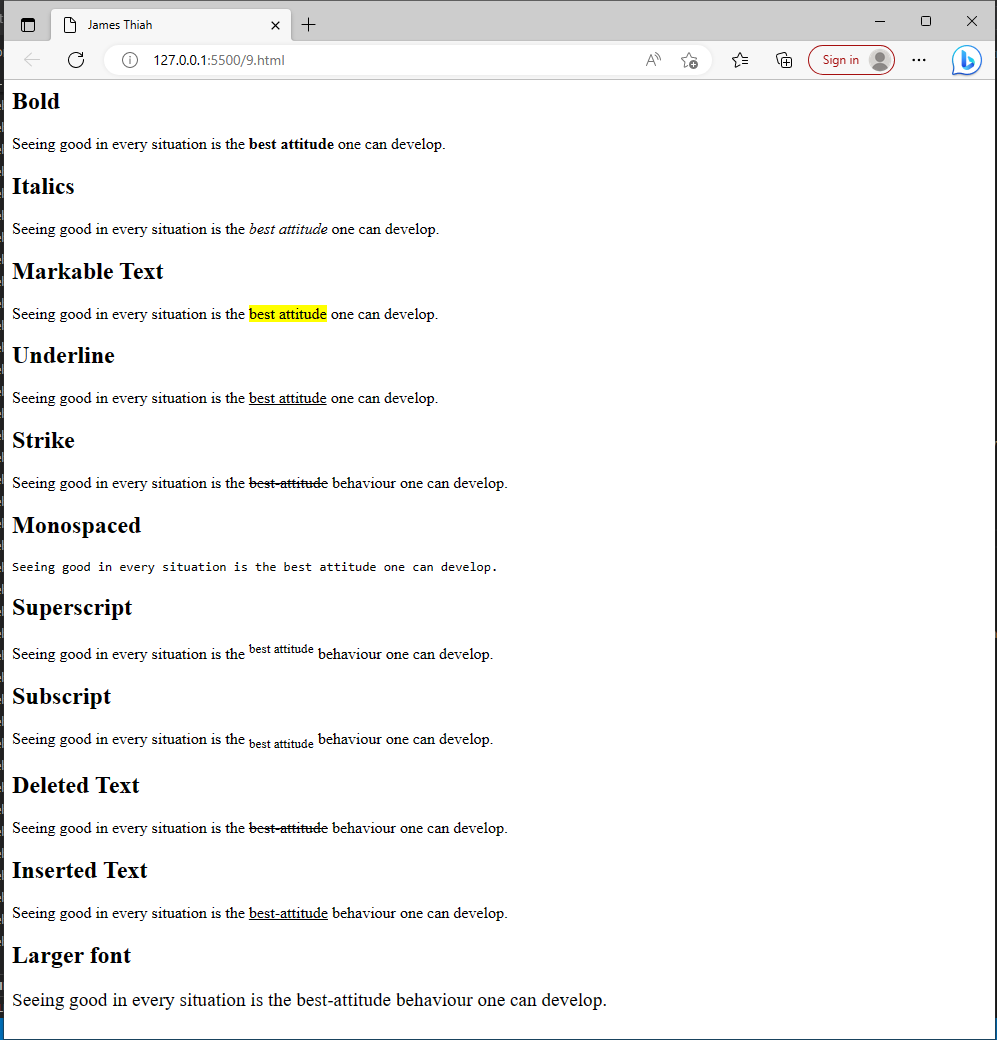 James Thiah
127.0.0.1:5500/9.html
Sign in
Bold
Seeing good in every situation is the best attitude one can develop.
Italics
Seeing good in every situation is the best attitude one can develop.
Markable Text
Seeing good in every situation is the best attitude one can develop.
Underline
Seeing good in every situation is the best attitude one can develop.
Strike
Seeing good in every situation is the best-attitude behaviour one can develop.
Monospaced
Seeing good in every situation is the best attitude one can develop.
Superscript
Seeing good in every situation is the best attitude behaviour one can develop.
Subscript
Seeing good in every situation is the best attitude behaviour one can develop.
Deleted Text
Seeing good in every situation is the best-attitude behaviour one can develop.
Inserted Text
Seeing good in every situation is the best-attitude behaviour one can develop.
Larger font
Seeing good in every situation is the best-attitude behaviour one can develop.